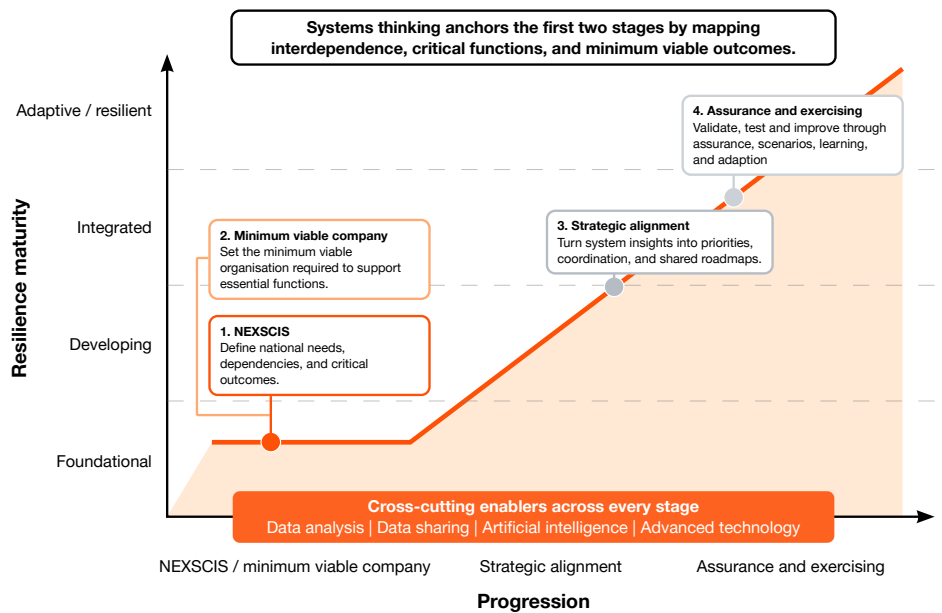 Systems thinking anchors the first two stages by mapping
interdependence, critical functions, and minimum viable outcomes.
Resilience maturity
Adaptive / resilient
Integrated
Developing
Foundational
4. Assurance and exercising
Validate, test and improve through
assurance, scenarios, learning,
and adaption
3. Strategic alignment
Turn system insights into priorities,
coordination, and shared roadmaps.
2. Minimum viable company
Set the minimum viable
organisation required to support
essential functions.
1. NEXSCIS
Define national needs,
dependencies, and critical
outcomes.
Cross-cutting enablers across every stage
Data analysis | Data sharing | Artificial intelligence | Advanced technology
NEXSCIS / minimum viable company
Strategic alignment
Assurance and exercising
Progression